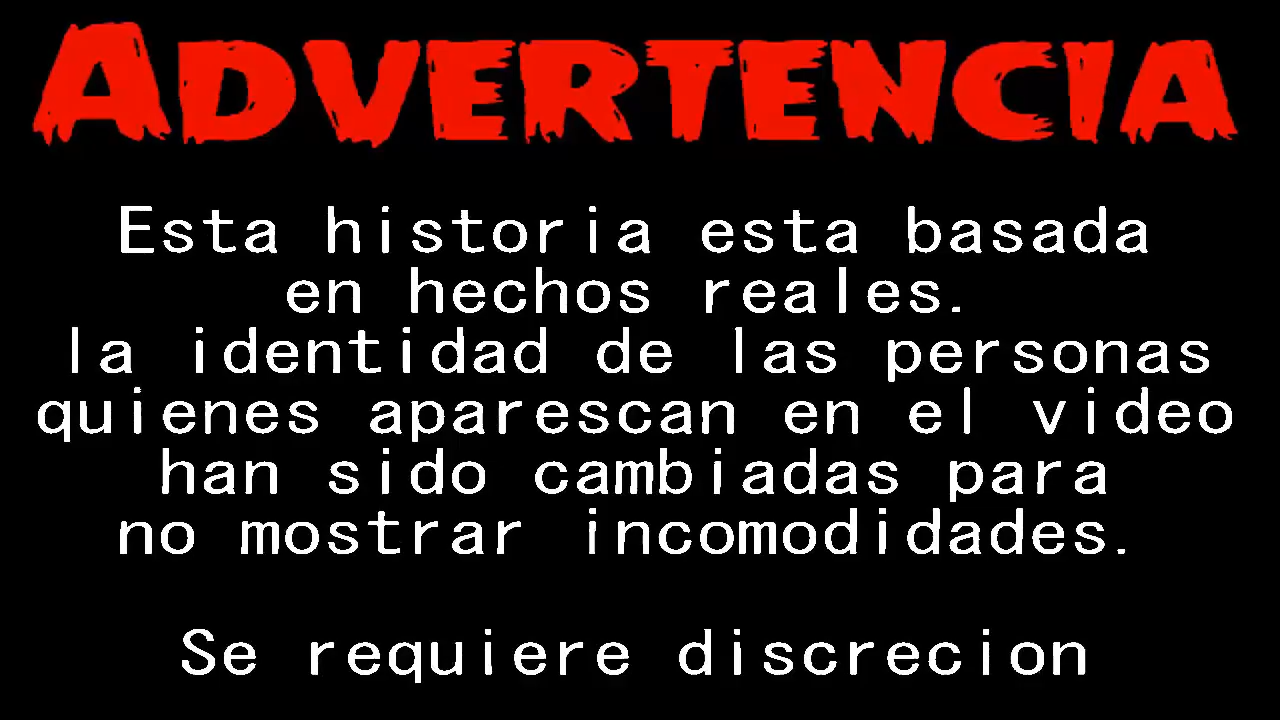 ADVERTENCIA
Esta historia esta basada
en hechos reales.
la identidad de las personas
quienes aparescan en el video
han sido cambiadas para
no mostrar incomodidades.
Se requiere discrecion